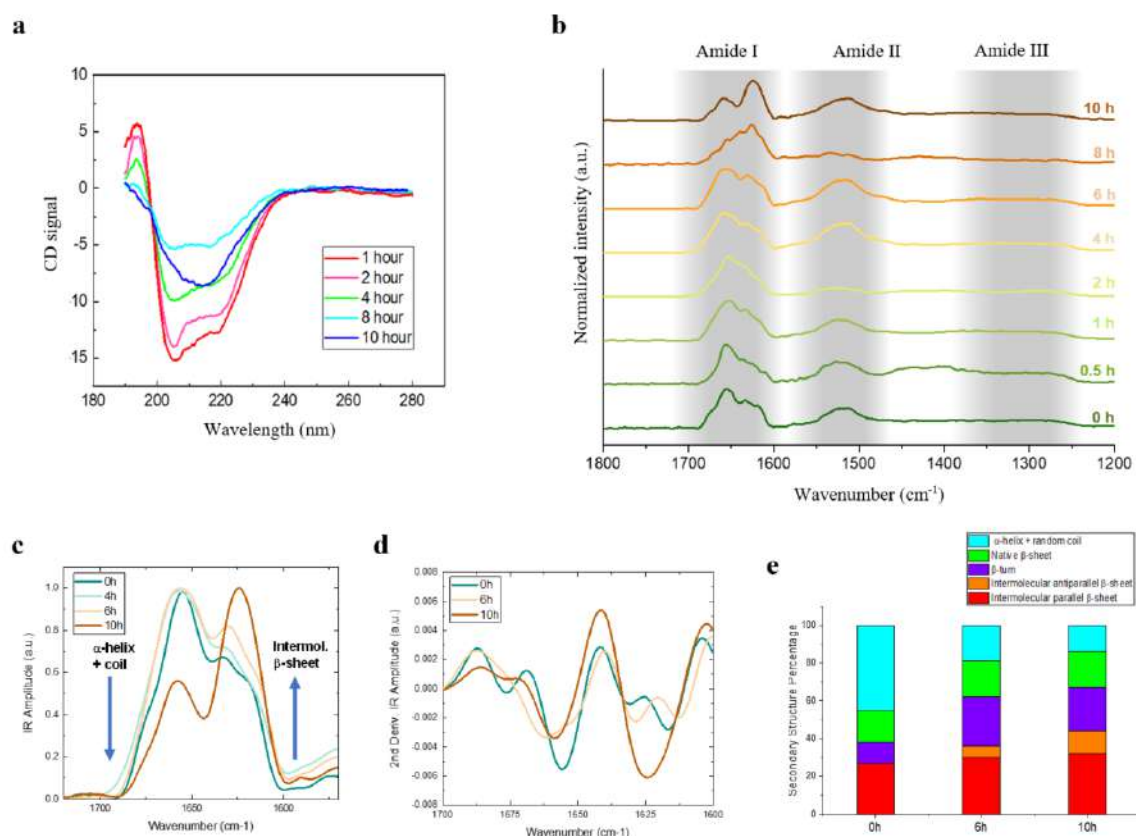 a
10
5
0
5
10
15
CD signal
180
200
220
240
260
280
Wavelength (nm)
1 hour
2 hour
4 hour
8 hour
10 hour
b
Amide I
Amide II
Amide III
Normalized intensity (a.u.)
10 h
8 h
6 h
4 h
2 h
1 h
0.5 h
0 h
1800
1700
1600
1500
1400
1300
1200
Wavenumber (cm-1)
c
0h
4h
6h
10h
1.0
0.8
0.6
0.4
0.2
0.0
IR Amplitude (a.u.)
α-helix
+ coil
Intermol.
β-sheet
1700
1650
1600
Wavenumber (cm-1)
d
0h
6h
10h
0.008
0.006
0.004
0.002
0.000
-0.002
-0.004
-0.006
-0.008
2nd Deriv. IR Amplitude (a.u.)
1700
1675
1650
1625
1600
Wavenumber (cm-1)
e
α-helix + random coil
Native β-sheet
β-turn
Intermolecular antiparallel β-sheet
Intermolecular parallel β-sheet
100
80
60
40
20
0
Secondary Structure Percentage
0h
6h
10h